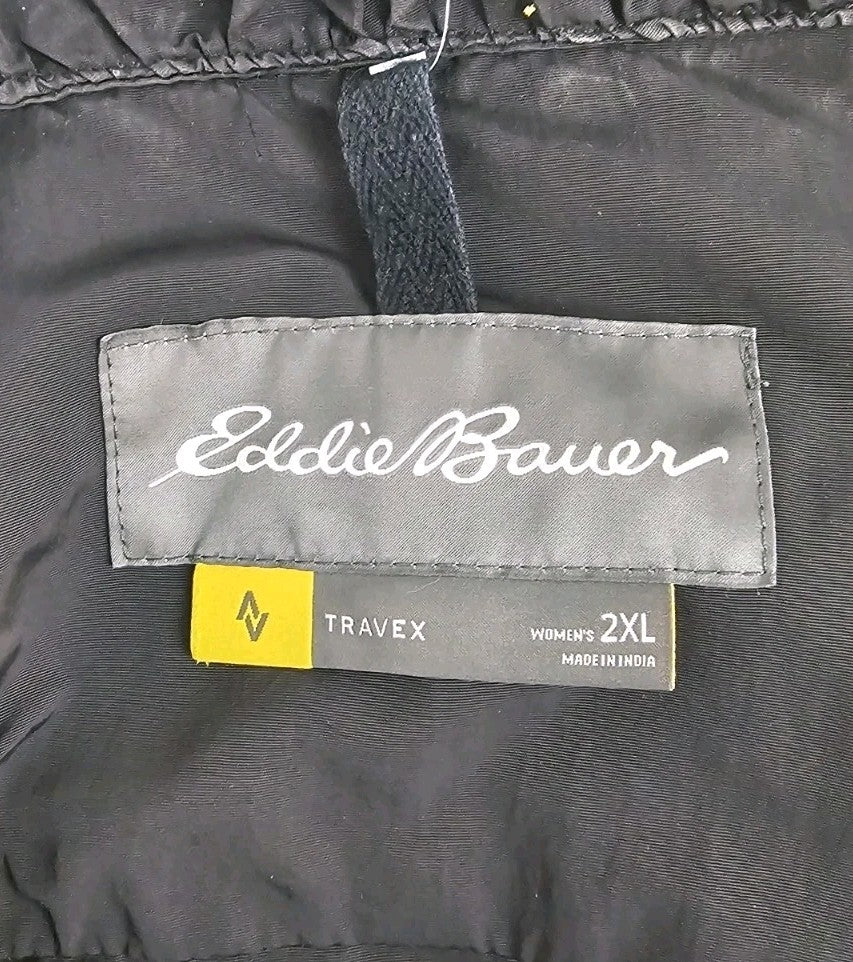 Eddie Bauer
TRAVEX
WOMEN'S 2XL
MADE IN INDIA